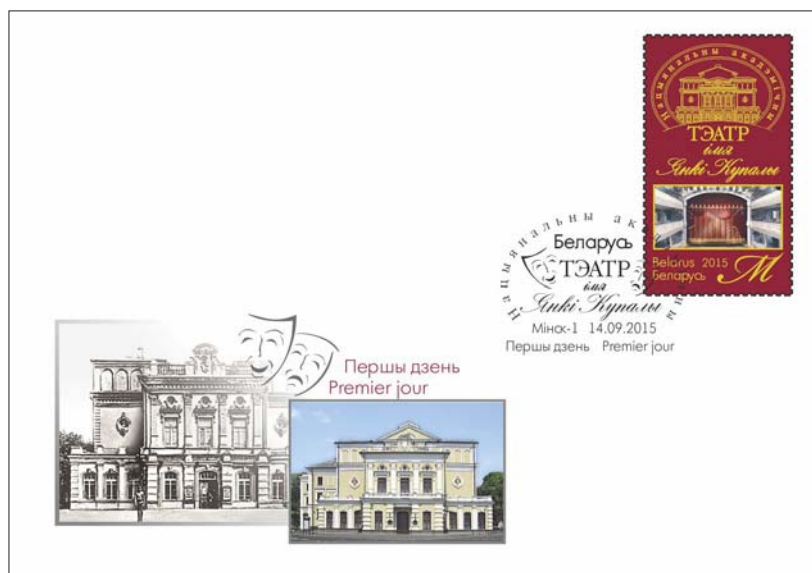 Нацыянальны акадэмічны
ТЭАТР
імя
Янкі Купалы
Belarus 2015
Беларусь М
Нацыянальны ак
ны
Беларусь
ТЭАТР
імя
Янкі Купалы
Мінск-1 14.09.2015
Першы дзень Premier jour
Першы дзень
Premier jour